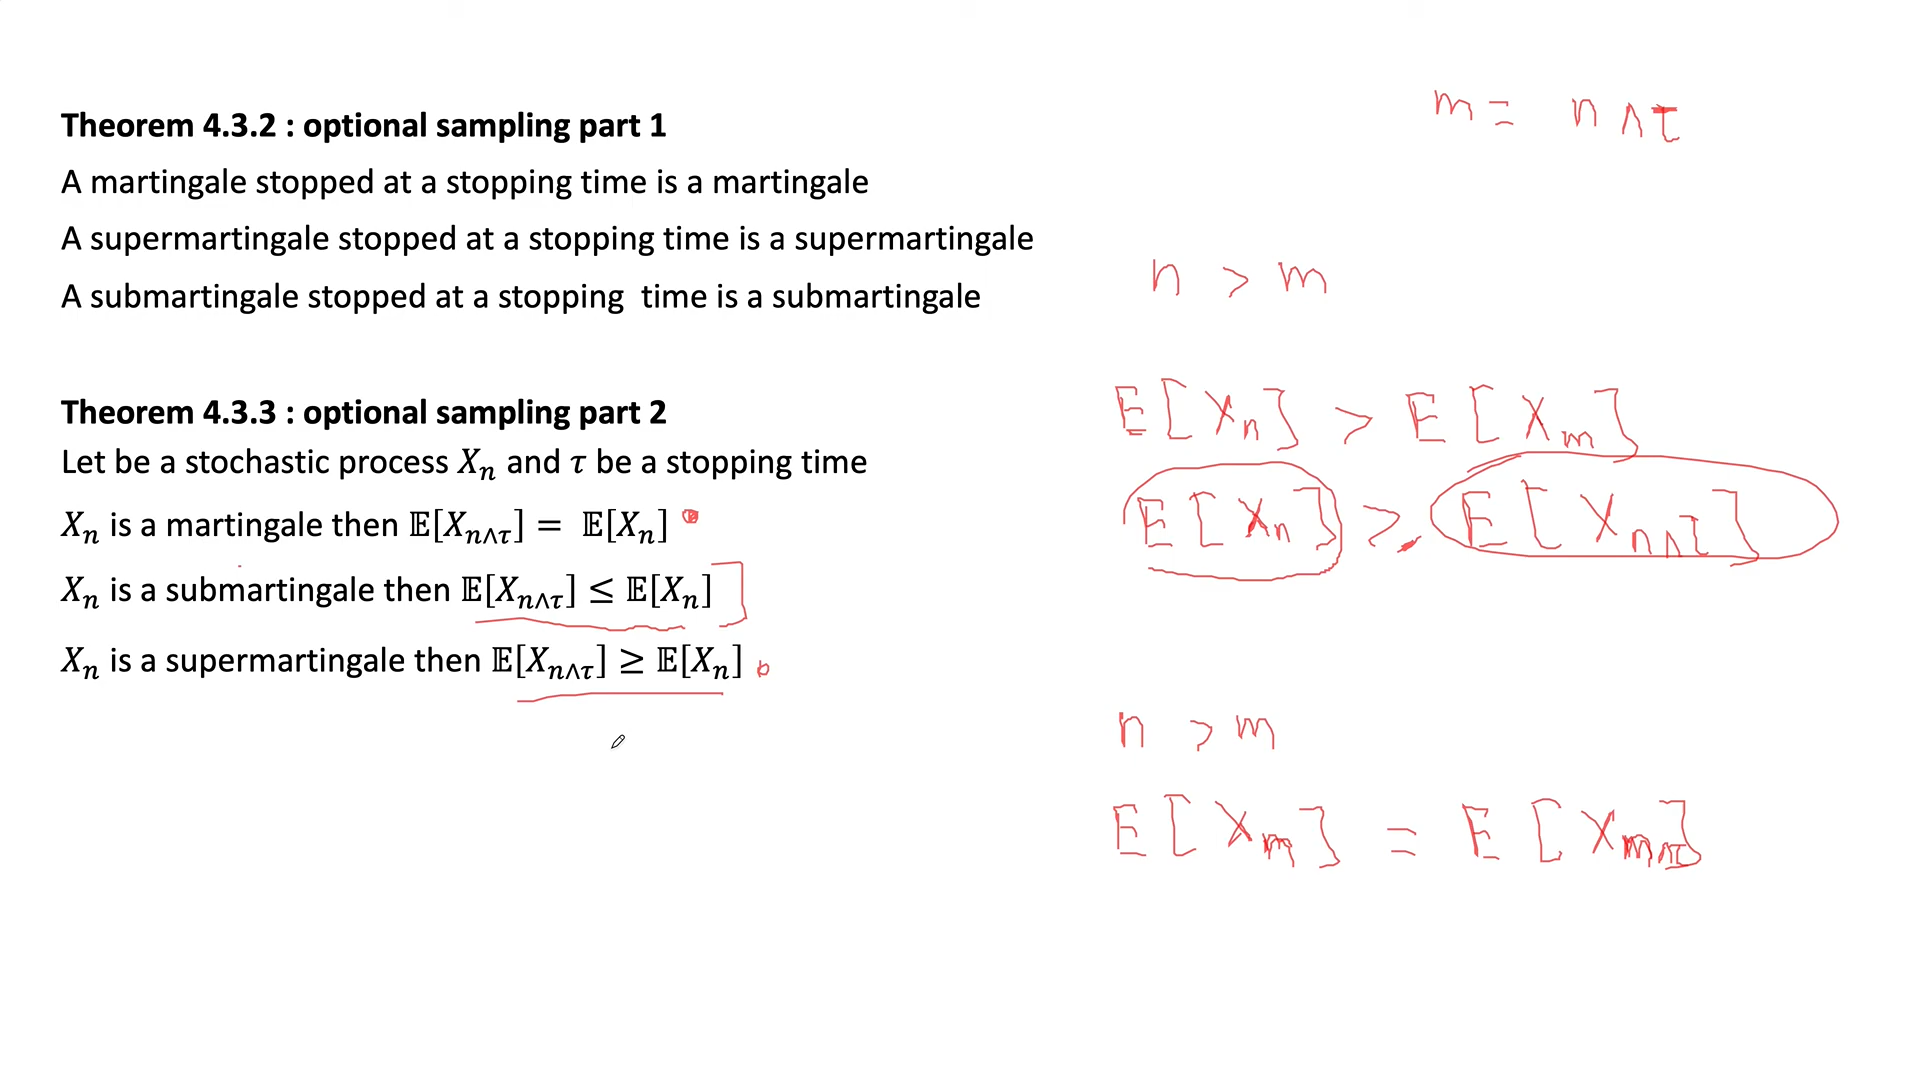 Theorem 4.3.2 : optional sampling part 1
A martingale stopped at a stopping time is a martingale
A supermartingale stopped at a stopping time is a supermartingale
A submartingale stopped at a stopping  time is a submartingale
Theorem 4.3.3 : optional sampling part 2
Let be a stochastic process Xₙ and τ be a stopping time
Xₙ is a martingale then 𝔼[X_{n∧τ}] = 𝔼[Xₙ]
Xₙ is a submartingale then 𝔼[X_{n∧τ}] ≤ 𝔼[Xₙ]
Xₙ is a supermartingale then 𝔼[X_{n∧τ}] ≥ 𝔼[Xₙ]
m = n∧τ
n > m
𝔼[Xₙ] > 𝔼[X_m]
𝔼[Xₙ] ≥ 𝔼[X_{n∧τ}]
n > m
𝔼[X_m] = 𝔼[X_{m∧τ}]